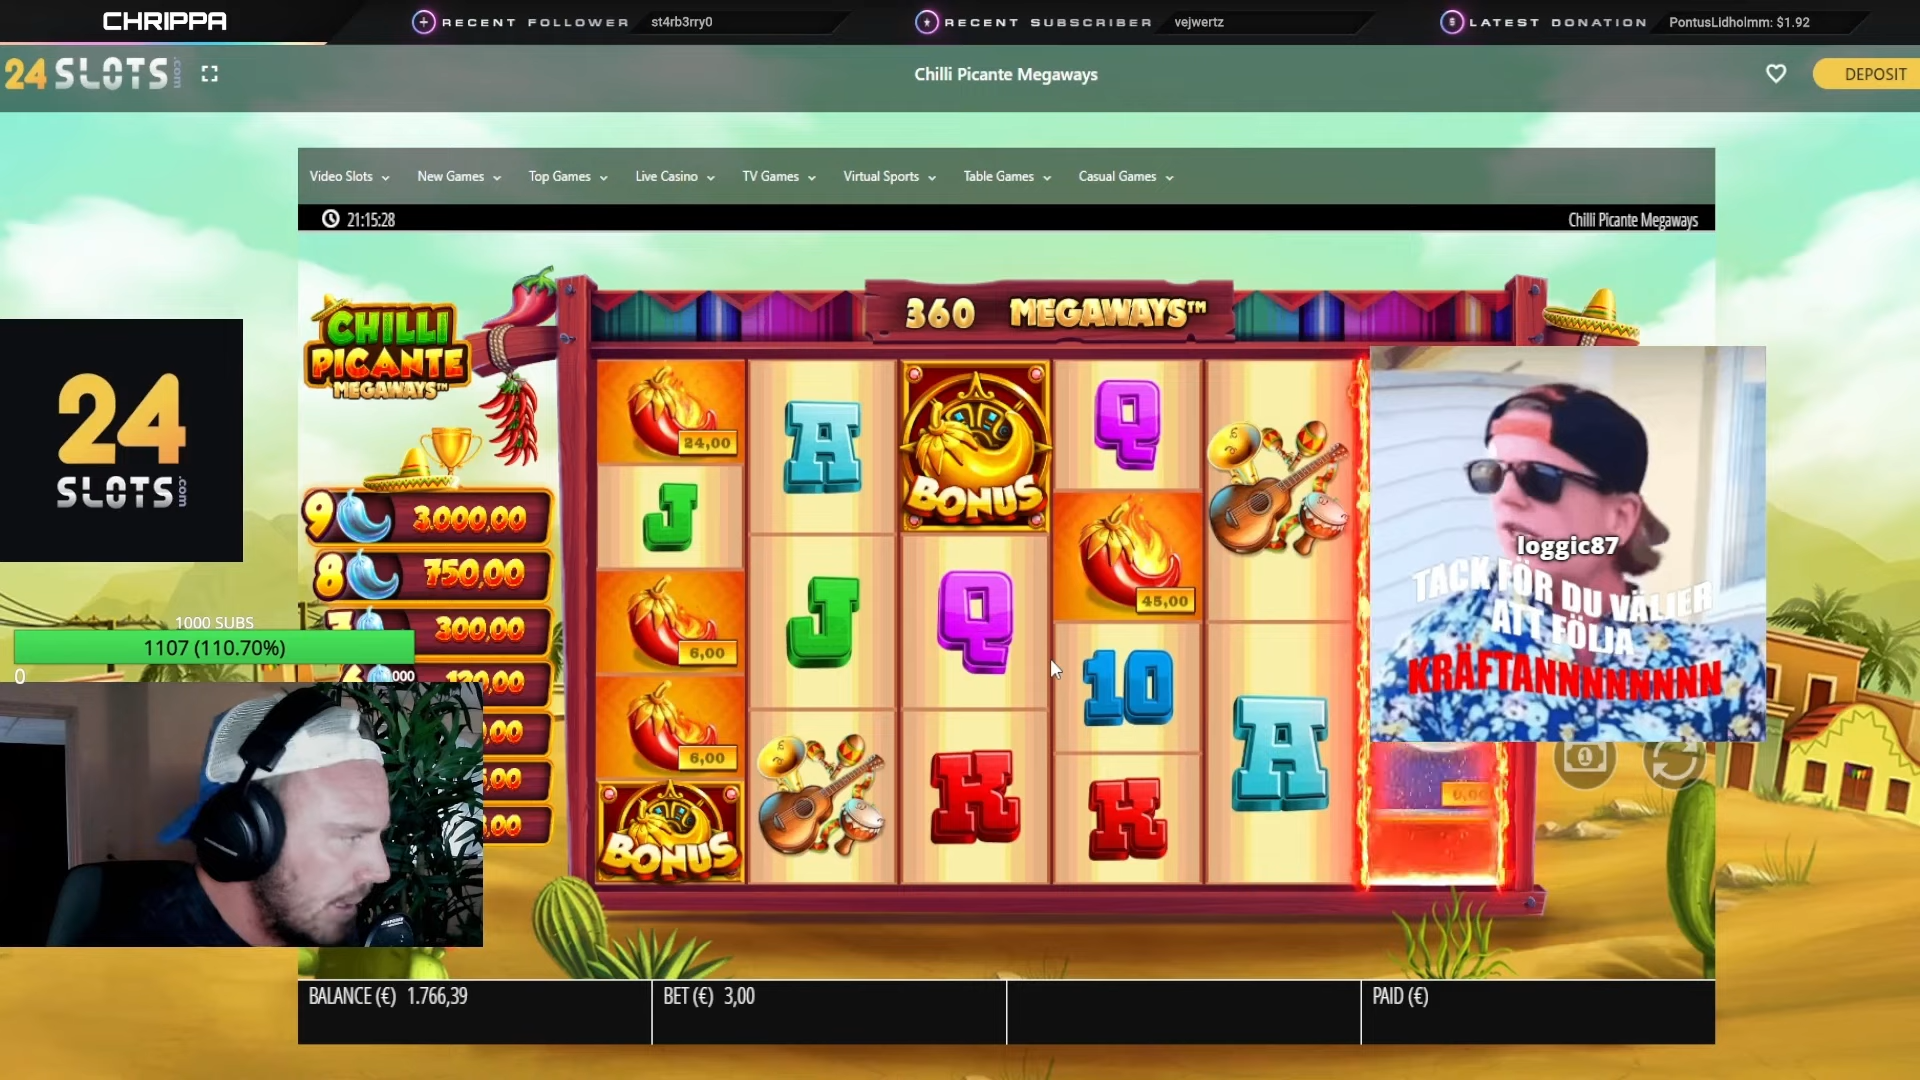 CHRIPPA
RECENT FOLLOWER st4rb3rry0
RECENT SUBSCRIBER vejwertz
LATEST DONATION PontusLidholmm: $1.92
24 SLOTS.com
Chilli Picante Megaways
DEPOSIT
Video Slots
New Games
Top Games
Live Casino
TV Games
Virtual Sports
Table Games
Casual Games
21:15:28
Chilli Picante Megaways
CHILLI
PICANTE
MEGAWAYS™
360 MEGAWAYS™
24
SLOTS.com
9 3.000,00
8 750,00
300,00
1000 SUBS
1107 (110.70%)
0
24,00
J
6,00
6,00
BONUS
A
J
BONUS
Q
K
Q
45,00
10
K
A
loggic87
TACK FÖR DU VÄLJER
ATT FÖLJA
KRÄFTANNNNNNNN
BALANCE (€) 1.766,39
BET (€) 3,00
PAID (€)